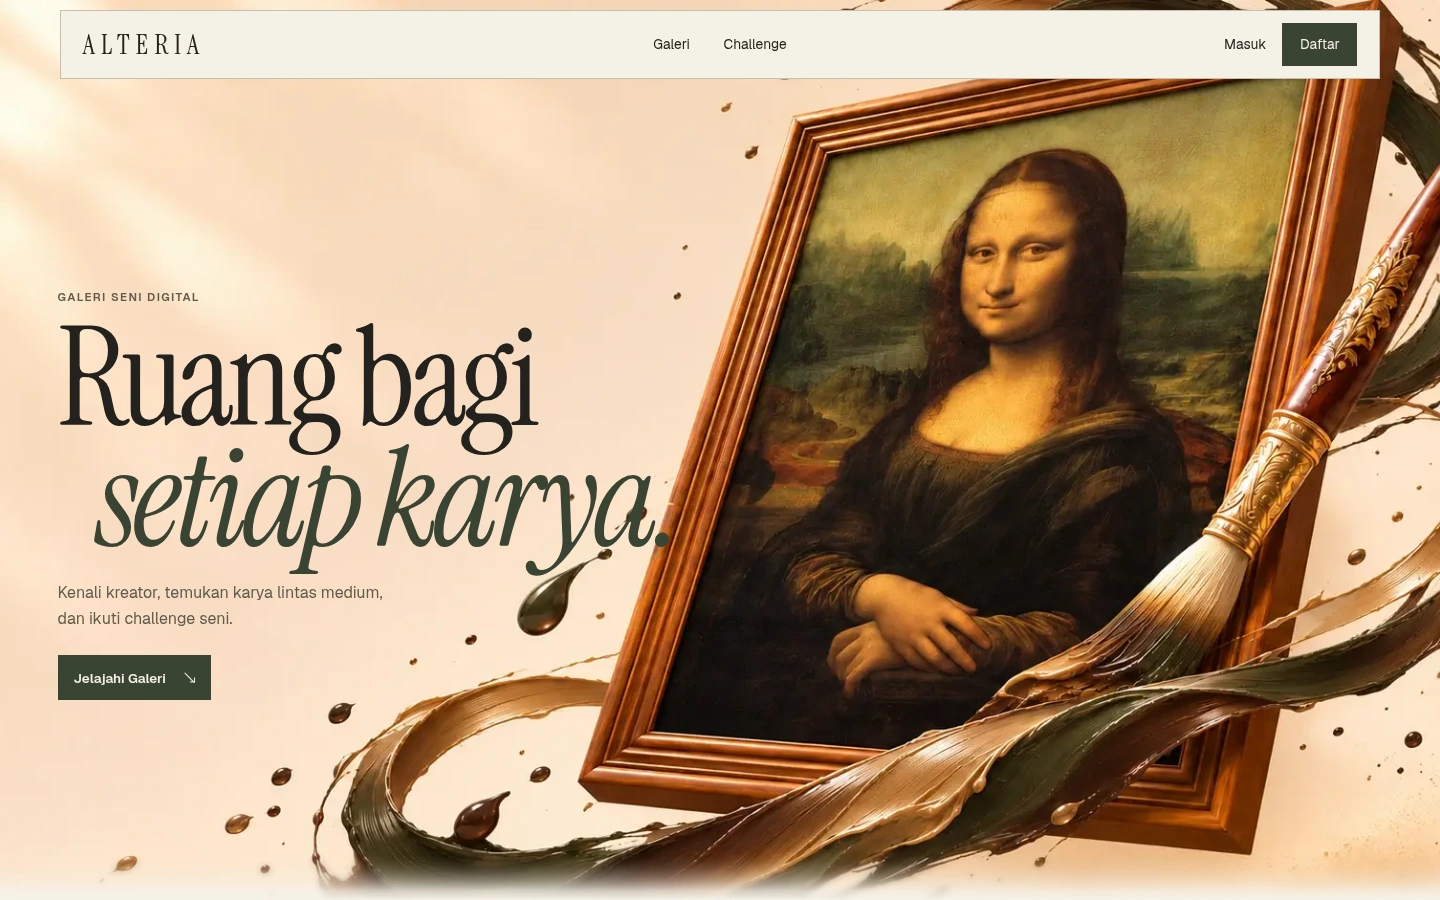 ALTERIA
Galeri
Challenge
Masuk
Daftar
GALERI SENI DIGITAL
Ruang bagi
setiap karya.
Kenali kreator, temukan karya lintas medium,
dan ikuti challenge seni.
Jelajahi Galeri ↘